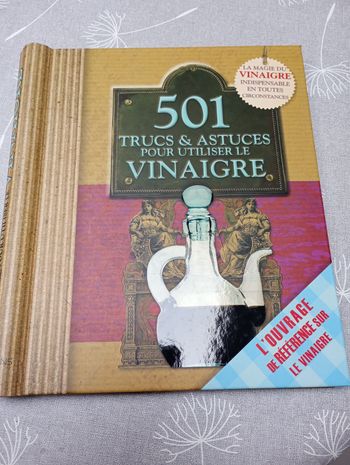 LA MAGIE DU
VINAIGRE
INDISPENSABLE
EN TOUTES
CIRCONSTANCES
501
TRUCS & ASTUCES
POUR UTILISER LE
VINAIGRE
L'OUVRAGE
DE RÉFÉRENCE SUR
LE VINAIGRE